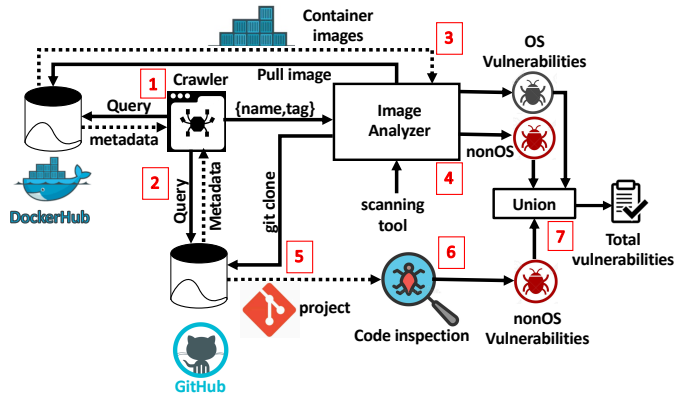 Container
images
3
OS
Vulnerabilities
Pull image
1
Crawler
Query
{name,tag}
Image
Analyzer
metadata
nonOS
DockerHub
2
Query
Metadata
git clone
4
scanning
tool
Union
Total
vulnerabilities
5
6
7
project
Code inspection
nonOS
Vulnerabilities
GitHub